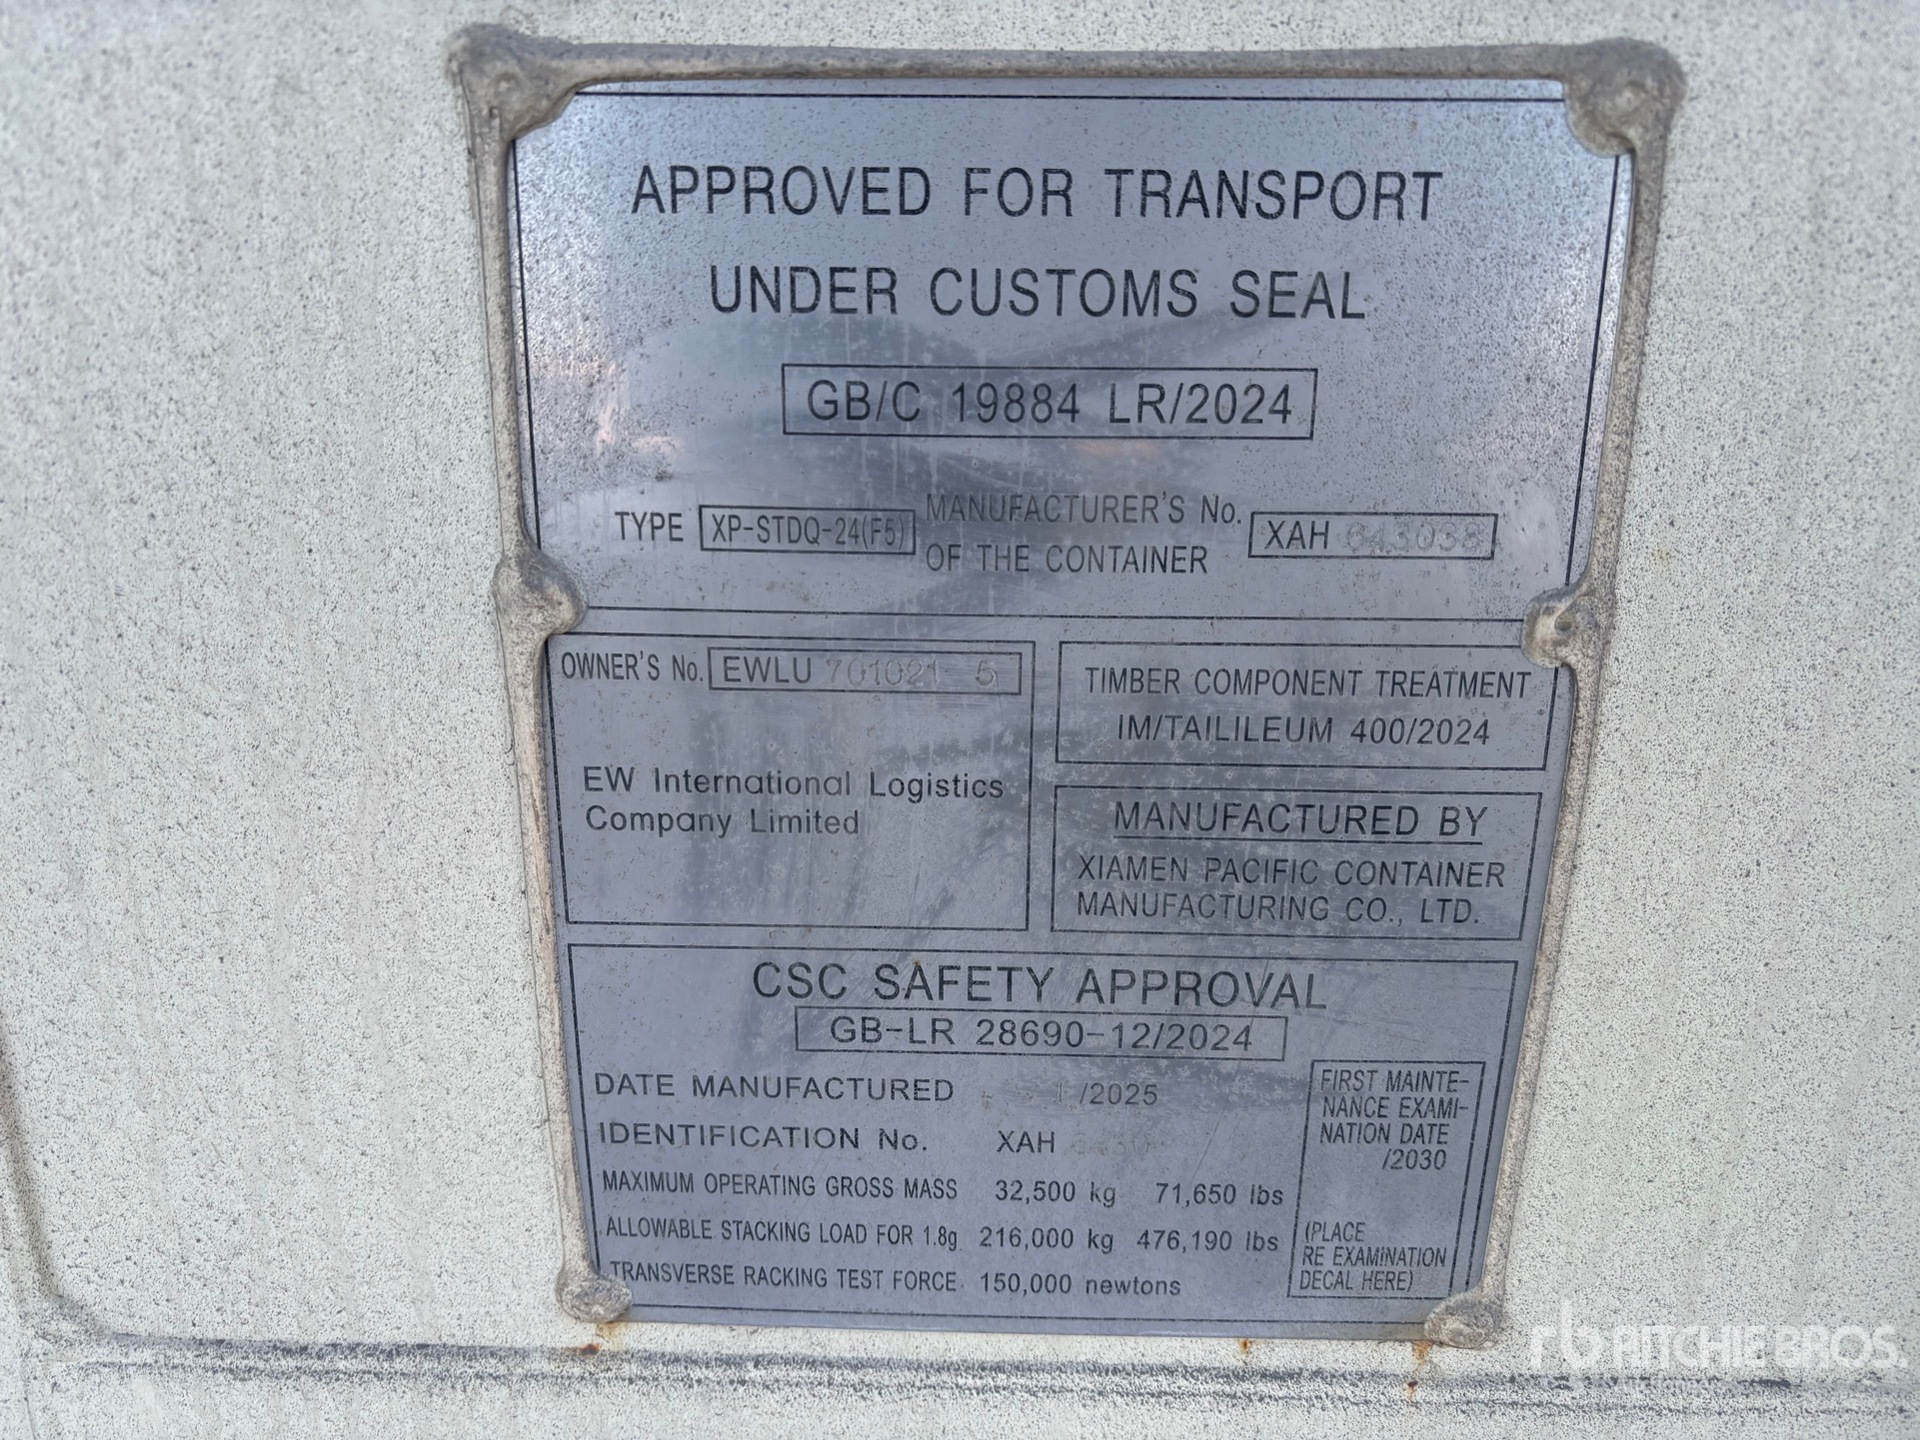 APPROVED FOR TRANSPORT
UNDER CUSTOMS SEAL
GB/C 19884 LR/2024
TYPE XP-STDQ-24(F5) MANUFACTURER'S No. OF THE CONTAINER XAH 643038
OWNER'S No. EWLU 701021 5
EW International Logistics
Company Limited
TIMBER COMPONENT TREATMENT
IM/TAILILEUM 400/2024
MANUFACTURED BY
XIAMEN PACIFIC CONTAINER
MANUFACTURING CO., LTD.
CSC SAFETY APPROVAL
GB-LR 28690-12/2024
DATE MANUFACTURED /2025
IDENTIFICATION No. XAH
MAXIMUM OPERATING GROSS MASS 32,500 kg 71,650 lbs
ALLOWABLE STACKING LOAD FOR 1.8g 216,000 kg 476,190 lbs
TRANSVERSE RACKING TEST FORCE 150,000 newtons
FIRST MAINTE-
NANCE EXAMI-
NATION DATE
/2030
(PLACE
RE EXAMINATION
DECAL HERE)
rb RITCHIE BROS.